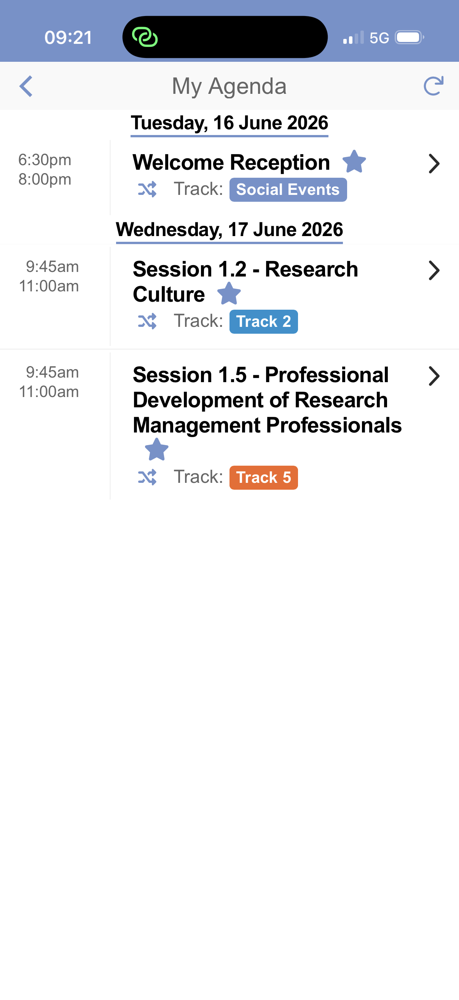 09:21
5G
My Agenda
Tuesday, 16 June 2026
6:30pm
8:00pm
Welcome Reception
Track: Social Events
Wednesday, 17 June 2026
9:45am
11:00am
Session 1.2 - Research
Culture
Track: Track 2
9:45am
11:00am
Session 1.5 - Professional
Development of Research
Management Professionals
Track: Track 5